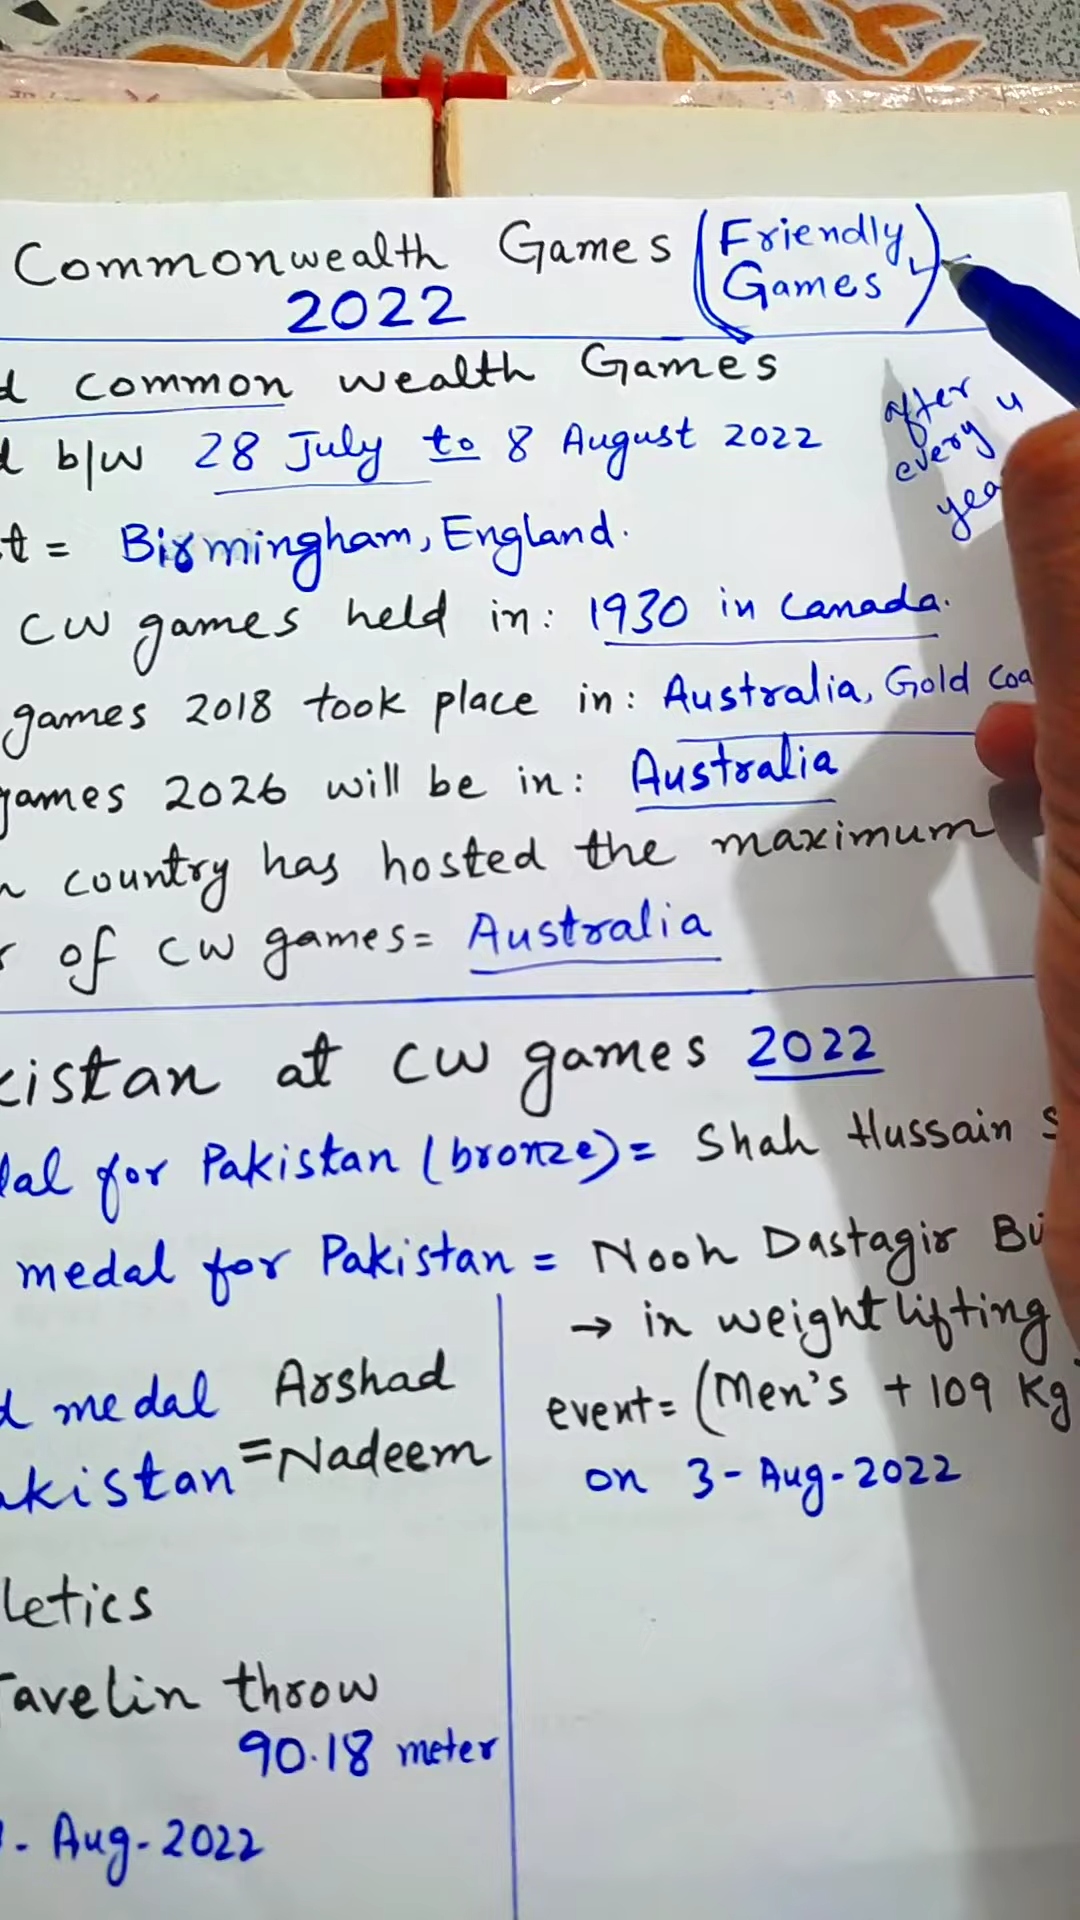 Commonwealth Games (Friendly Games)
2022
d common wealth Games
d b/w 28 July to 8 August 2022
after every 4 yea
t = Birmingham, England.
CW games held in: 1930 in Canada.
games 2018 took place in: Australia, Gold Coa
games 2026 will be in: Australia
country has hosted the maximum
r of CW games = Australia
kistan at CW games 2022
dal for Pakistan (bronze) = Shah Hussain S
medal for Pakistan = Nooh Dastagir Bu
→ in weight lifting
event = (Men's +109 Kg
on 3-Aug-2022
d medal Arshad
akistan = Nadeem
letics
Javelin throw
90.18 meter
- Aug-2022